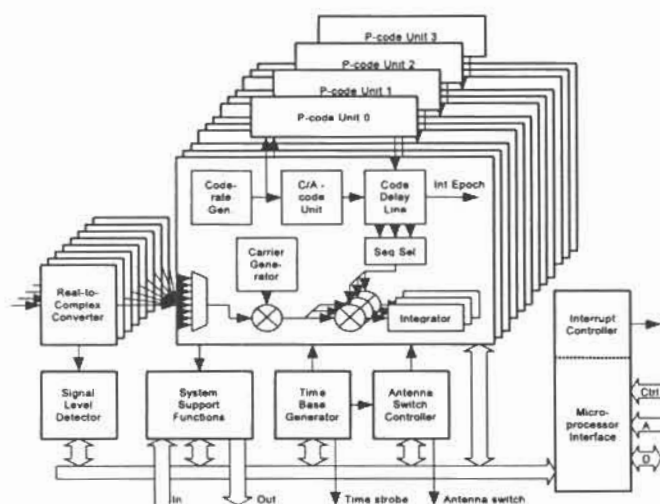 P-code Unit 3
P-code Unit 2
P-code Unit 1
P-code Unit 0
Code-
rate
Gen.
C/A -
code
Unit
Code
Delay
Line
Int Epoch
Seq Sel
Carrier
Gene-
rator
Integrator
Real-to-
Complex
Converter
Signal
Level
Detector
System
Support
Functions
Time
Base
Generator
Antenna
Switch
Controller
Interrupt
Controller
Micro-
processor
Interface
Ctrl
A
D
In
Out
Time strobe
Antenna switch